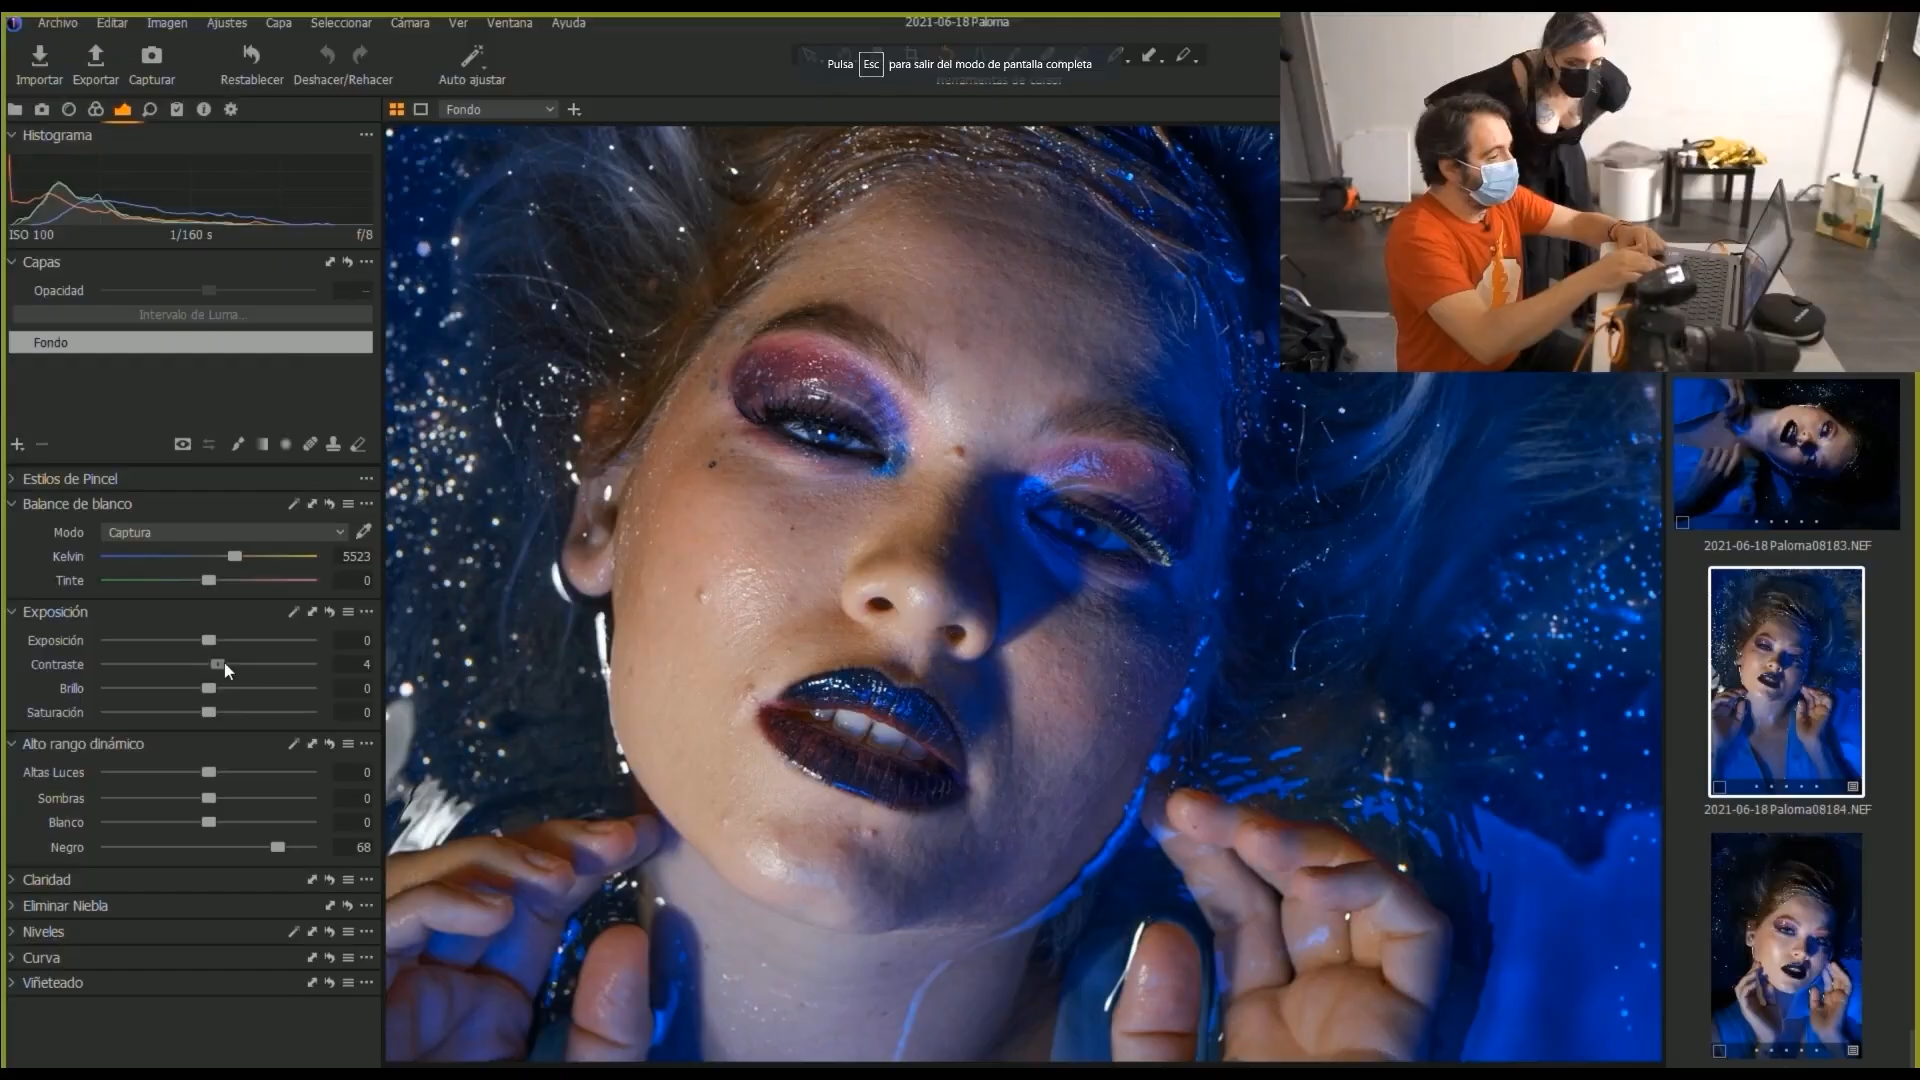 Archivo Editar Imagen Ajustes Capa Seleccionar Cámara Ver Ventana Ayuda
2021-06-18 Paloma
Importar Exportar Capturar Restablecer Deshacer/Rehacer Auto ajustar
Pulsa Esc para salir del modo de pantalla completa
Herramientas de cursor
Fondo
Histograma
ISO 100 1/160 s f/8
Capas
Opacidad
Intervalo de Luma...
Fondo
Estilos de Pincel
Balance de blanco
Modo Captura
Kelvin 5523
Tinte 0
Exposición
Exposición 0
Contraste 4
Brillo 0
Saturación 0
Alto rango dinámico
Altas Luces 0
Sombras 0
Blanco 0
Negro 68
Claridad
Eliminar Niebla
Niveles
Curva
Viñeteado
2021-06-18 Paloma08183.NEF
2021-06-18 Paloma08184.NEF